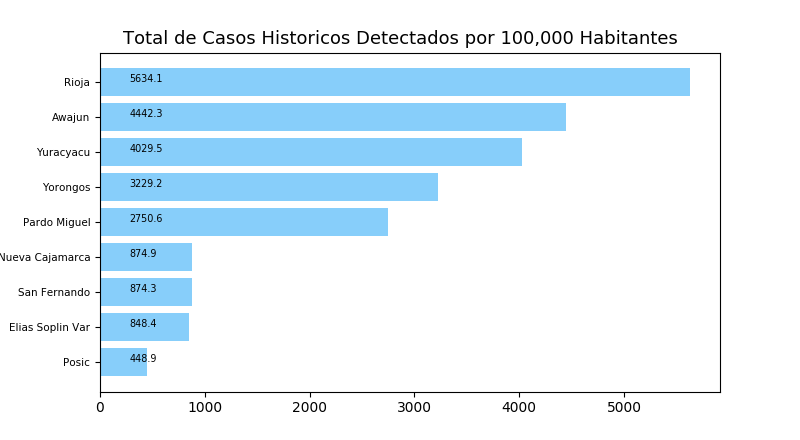 Total de Casos Historicos Detectados por 100,000 Habitantes
Rioja 5634.1
Awajun 4442.3
Yuracyacu 4029.5
Yorongos 3229.2
Pardo Miguel 2750.6
Nueva Cajamarca 874.9
San Fernando 874.3
Elias Soplin Var 848.4
Posic 448.9
0 1000 2000 3000 4000 5000